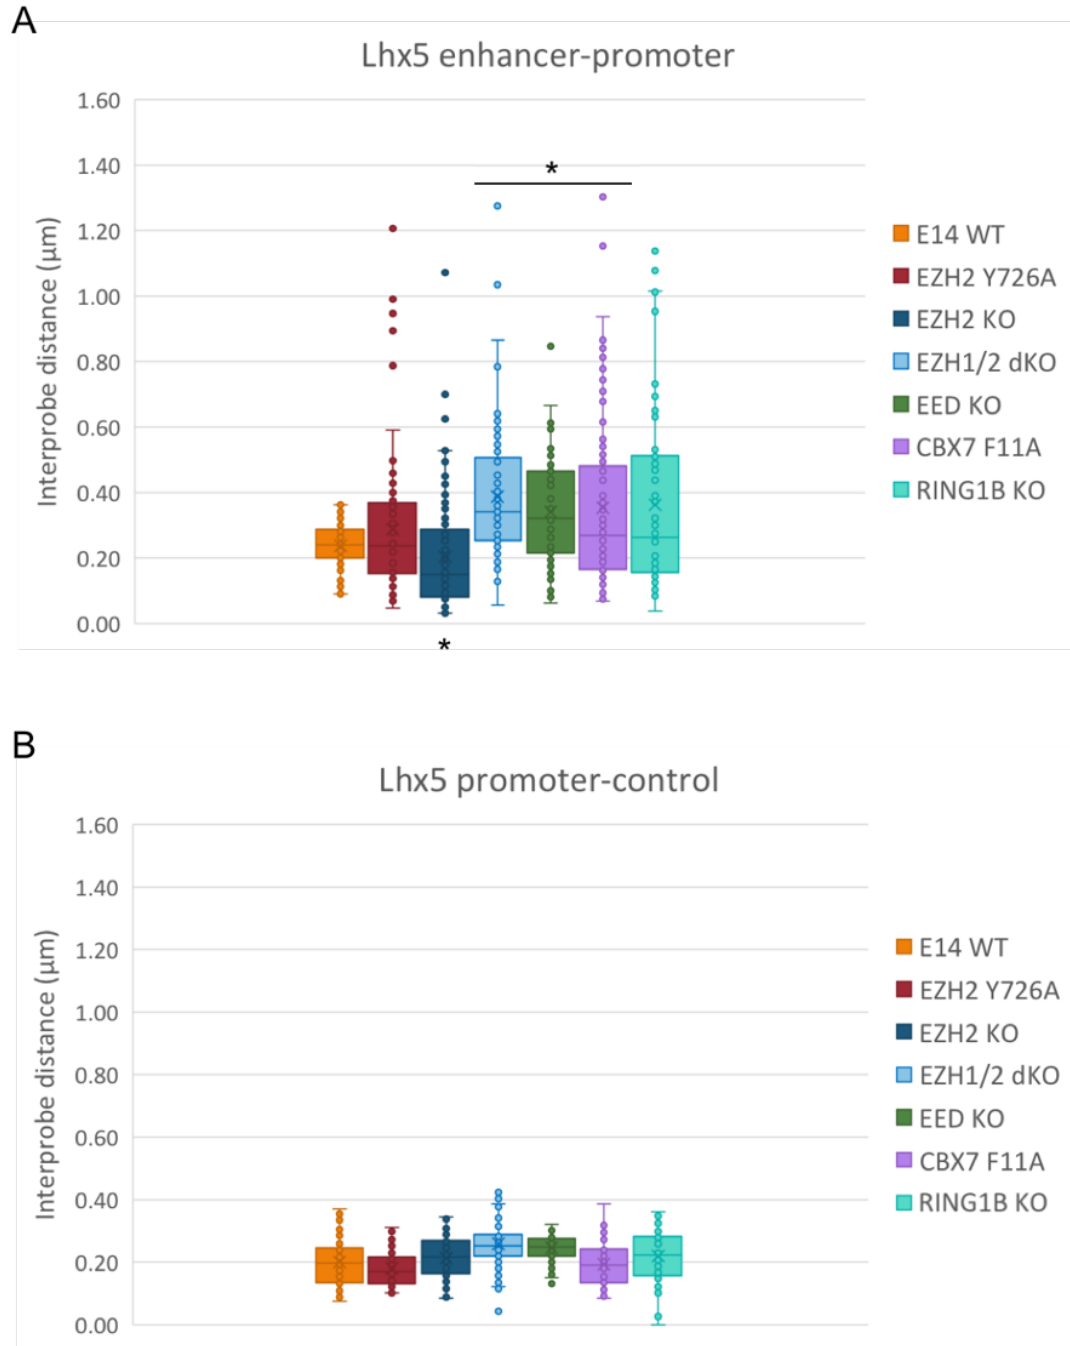 A
Lhx5 enhancer-promoter
1.60
1.40
1.20
1.00
0.80
0.60
0.40
0.20
0.00
Interprobe distance (µm)
*
*
E14 WT
EZH2 Y726A
EZH2 KO
EZH1/2 dKO
EED KO
CBX7 F11A
RING1B KO
B
Lhx5 promoter-control
1.60
1.40
1.20
1.00
0.80
0.60
0.40
0.20
0.00
Interprobe distance (µm)
E14 WT
EZH2 Y726A
EZH2 KO
EZH1/2 dKO
EED KO
CBX7 F11A
RING1B KO